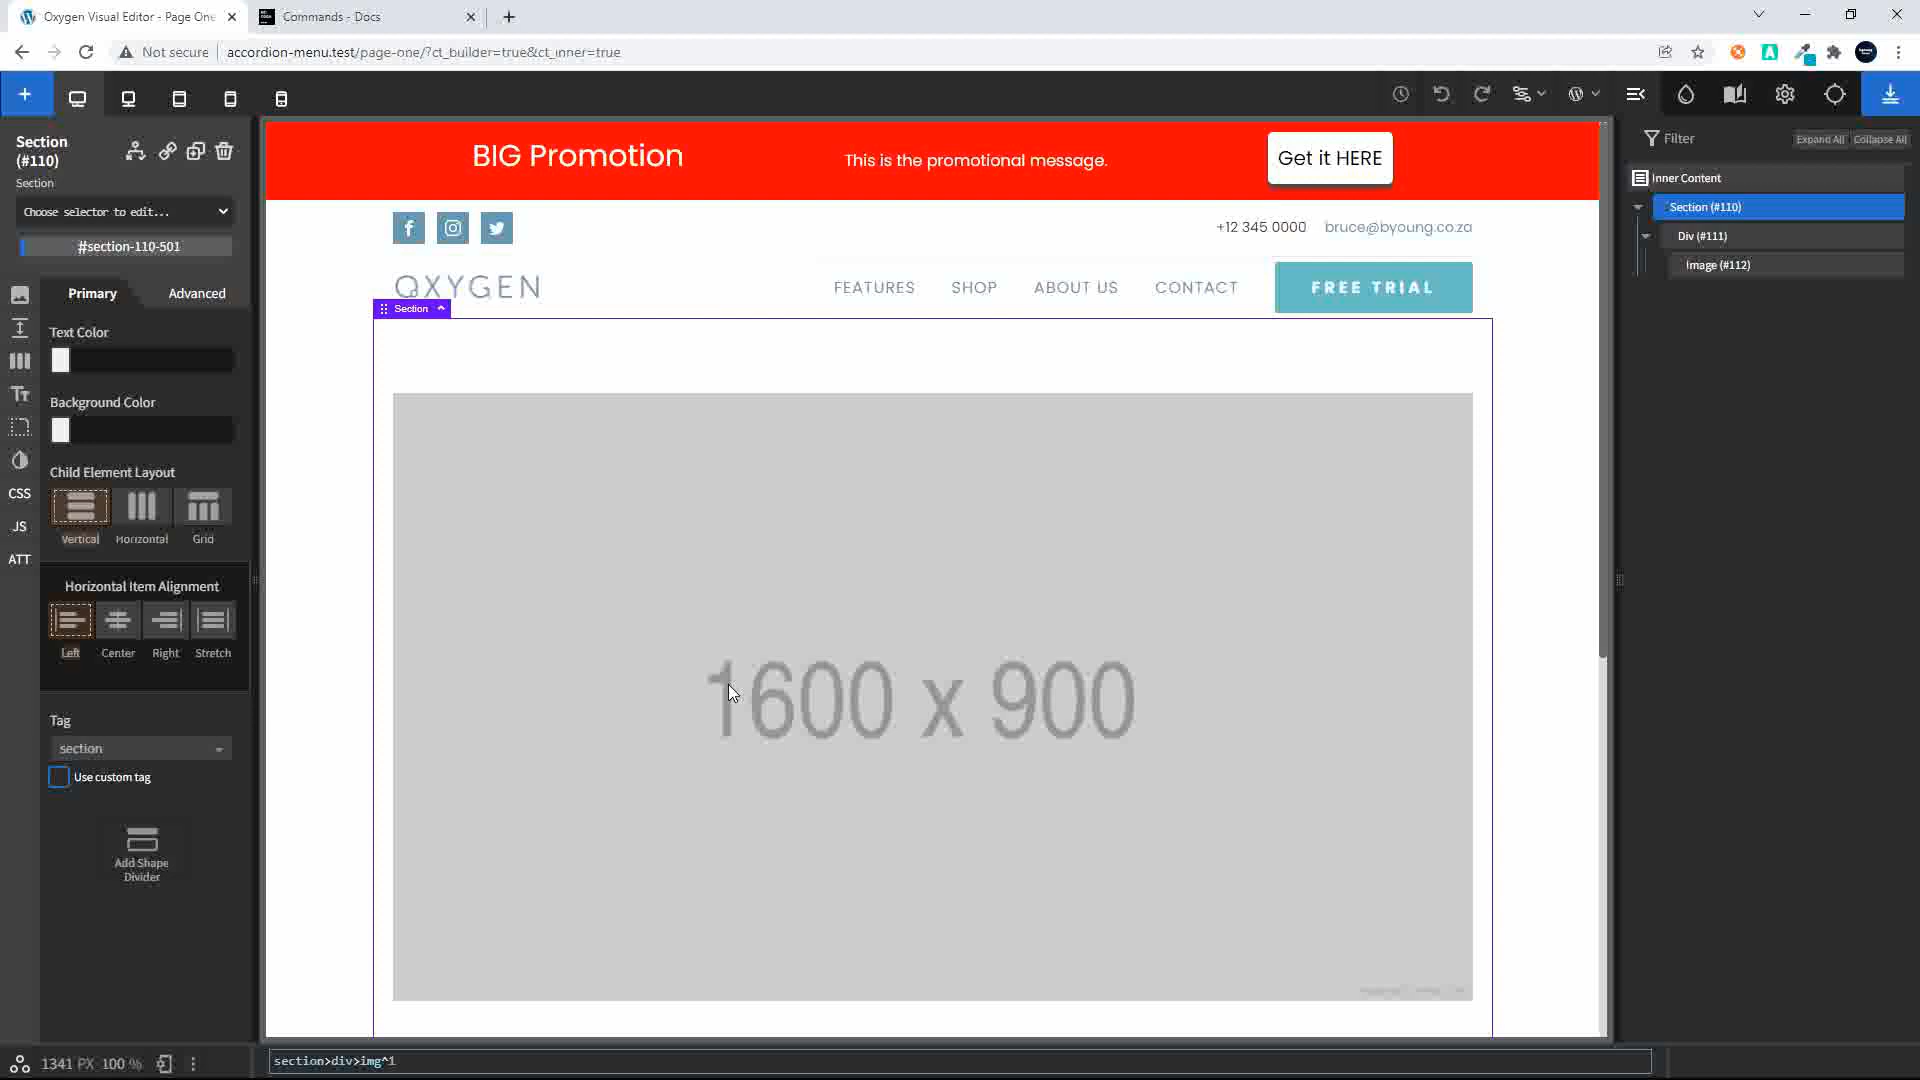 Oxygen Visual Editor - Page One
Commands - Docs
Not secure
accordion-menu.test/page-one/?ct_builder=true&ct_inner=true
Section
(#110)
Section
Choose selector to edit...
#section-110-501
Primary
Advanced
Text Color
Background Color
Child Element Layout
Vertical
Horizontal
Grid
CSS
JS
ATT
Horizontal Item Alignment
Left
Center
Right
Stretch
Tag
section
Use custom tag
Add Shape
Divider
1341 PX 100 %
BIG Promotion
This is the promotional message.
Get it HERE
+12 345 0000
bruce@byoung.co.za
OXYGEN
FEATURES
SHOP
ABOUT US
CONTACT
FREE TRIAL
Section
1600 x 900
section>div>img^1
Filter
Expand All
Collapse All
Inner Content
Section (#110)
Div (#111)
Image (#112)